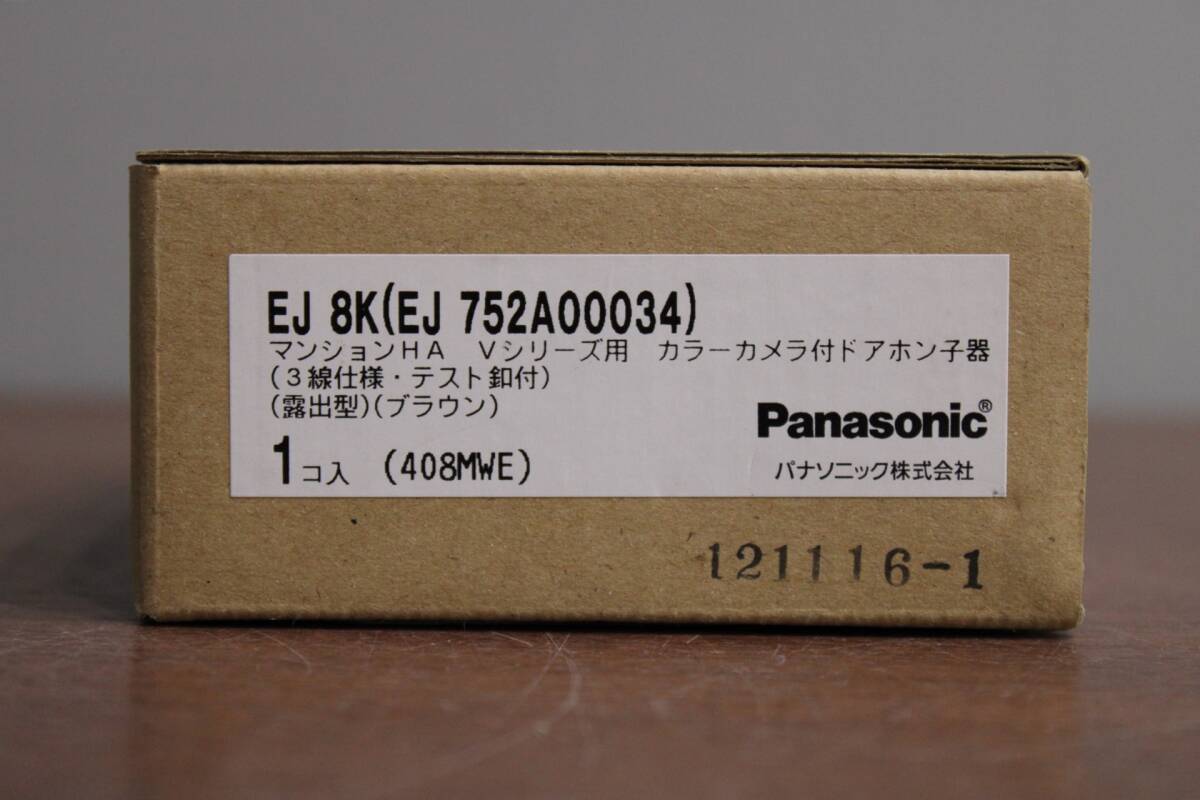 EJ 8K(EJ 752A00034)
マンションHA　Vシリーズ用　カラーカメラ付ドアホン子器
(3線仕様・テスト釦付)
(露出型)(ブラウン)
Panasonic®
1コ入 (408MWE)
パナソニック株式会社
121116-1